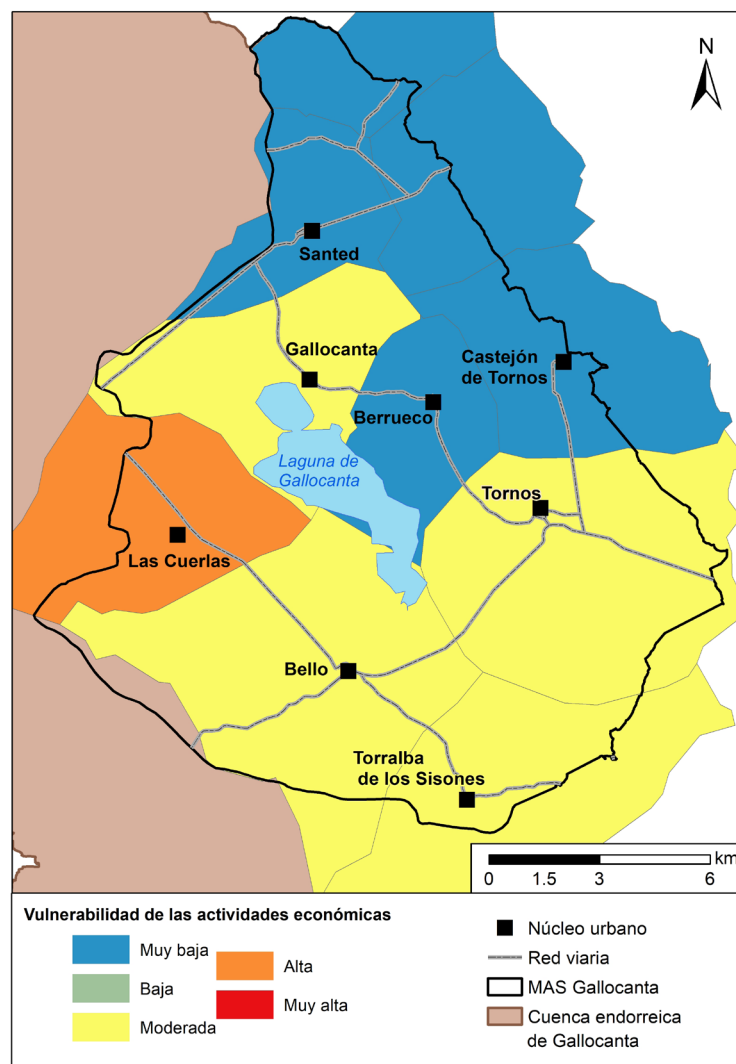 N
Santed
Gallocanta
Castejón
de Tornos
Berrueco
Laguna de
Gallocanta
Tornos
Las Cuerlas
Bello
Torralba
de los Sisones
km
0 1.5 3 6
Vulnerabilidad de las actividades económicas
Muy baja
Baja
Moderada
Alta
Muy alta
Núcleo urbano
Red viaria
MAS Gallocanta
Cuenca endorreica
de Gallocanta